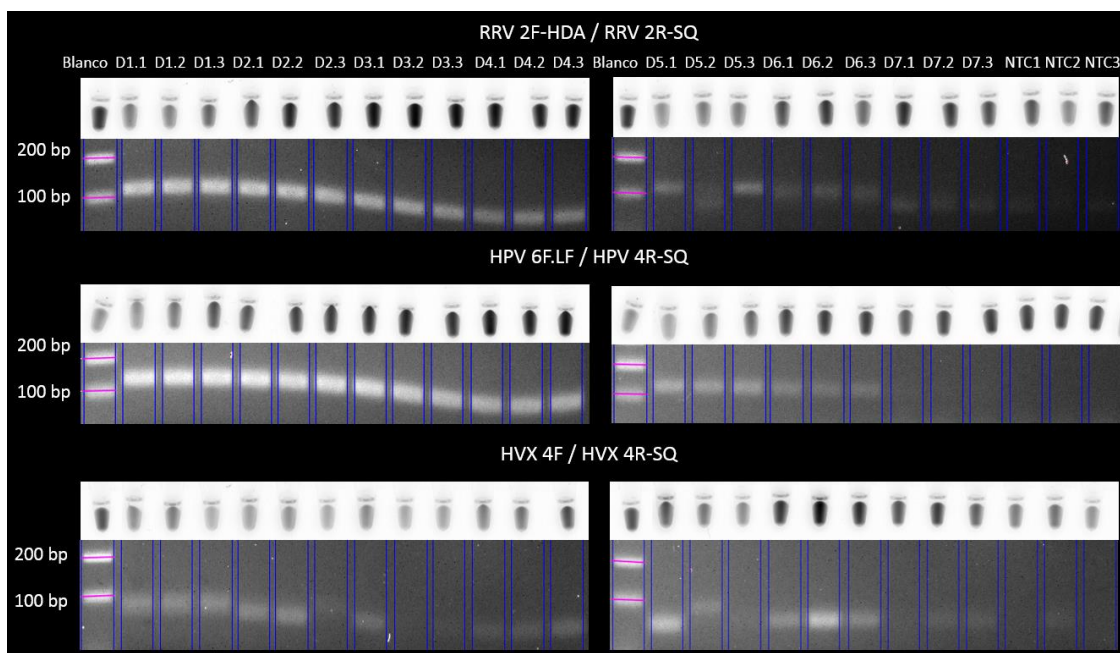 RRV 2F-HDA / RRV 2R-SQ
Blanco D1.1 D1.2 D1.3 D2.1 D2.2 D2.3 D3.1 D3.2 D3.3 D4.1 D4.2 D4.3 Blanco D5.1 D5.2 D5.3 D6.1 D6.2 D6.3 D7.1 D7.2 D7.3 NTC1 NTC2 NTC3
200 bp
100 bp
HPV 6F.LF / HPV 4R-SQ
200 bp
100 bp
HVX 4F / HVX 4R-SQ
200 bp
100 bp